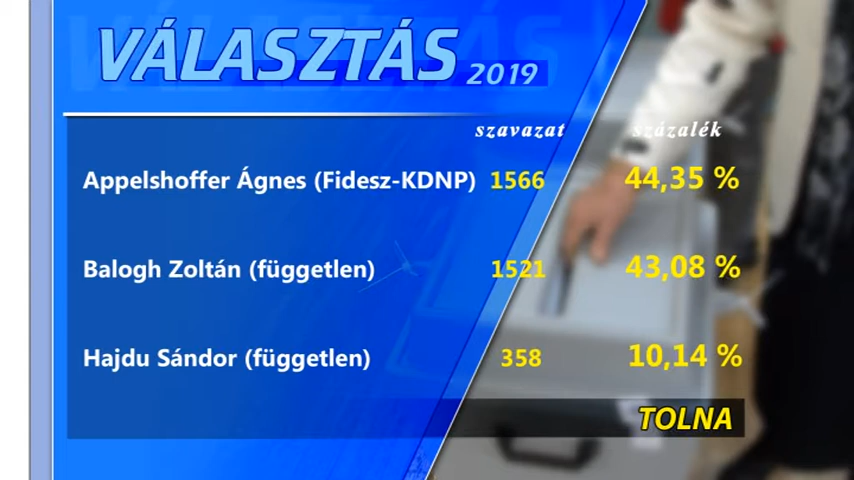 VÁLASZTÁS 2019
szavazat százalék
Appelshoffer Ágnes (Fidesz-KDNP) 1566 44,35 %
Balogh Zoltán (független) 1521 43,08 %
Hajdu Sándor (független) 358 10,14 %
TOLNA